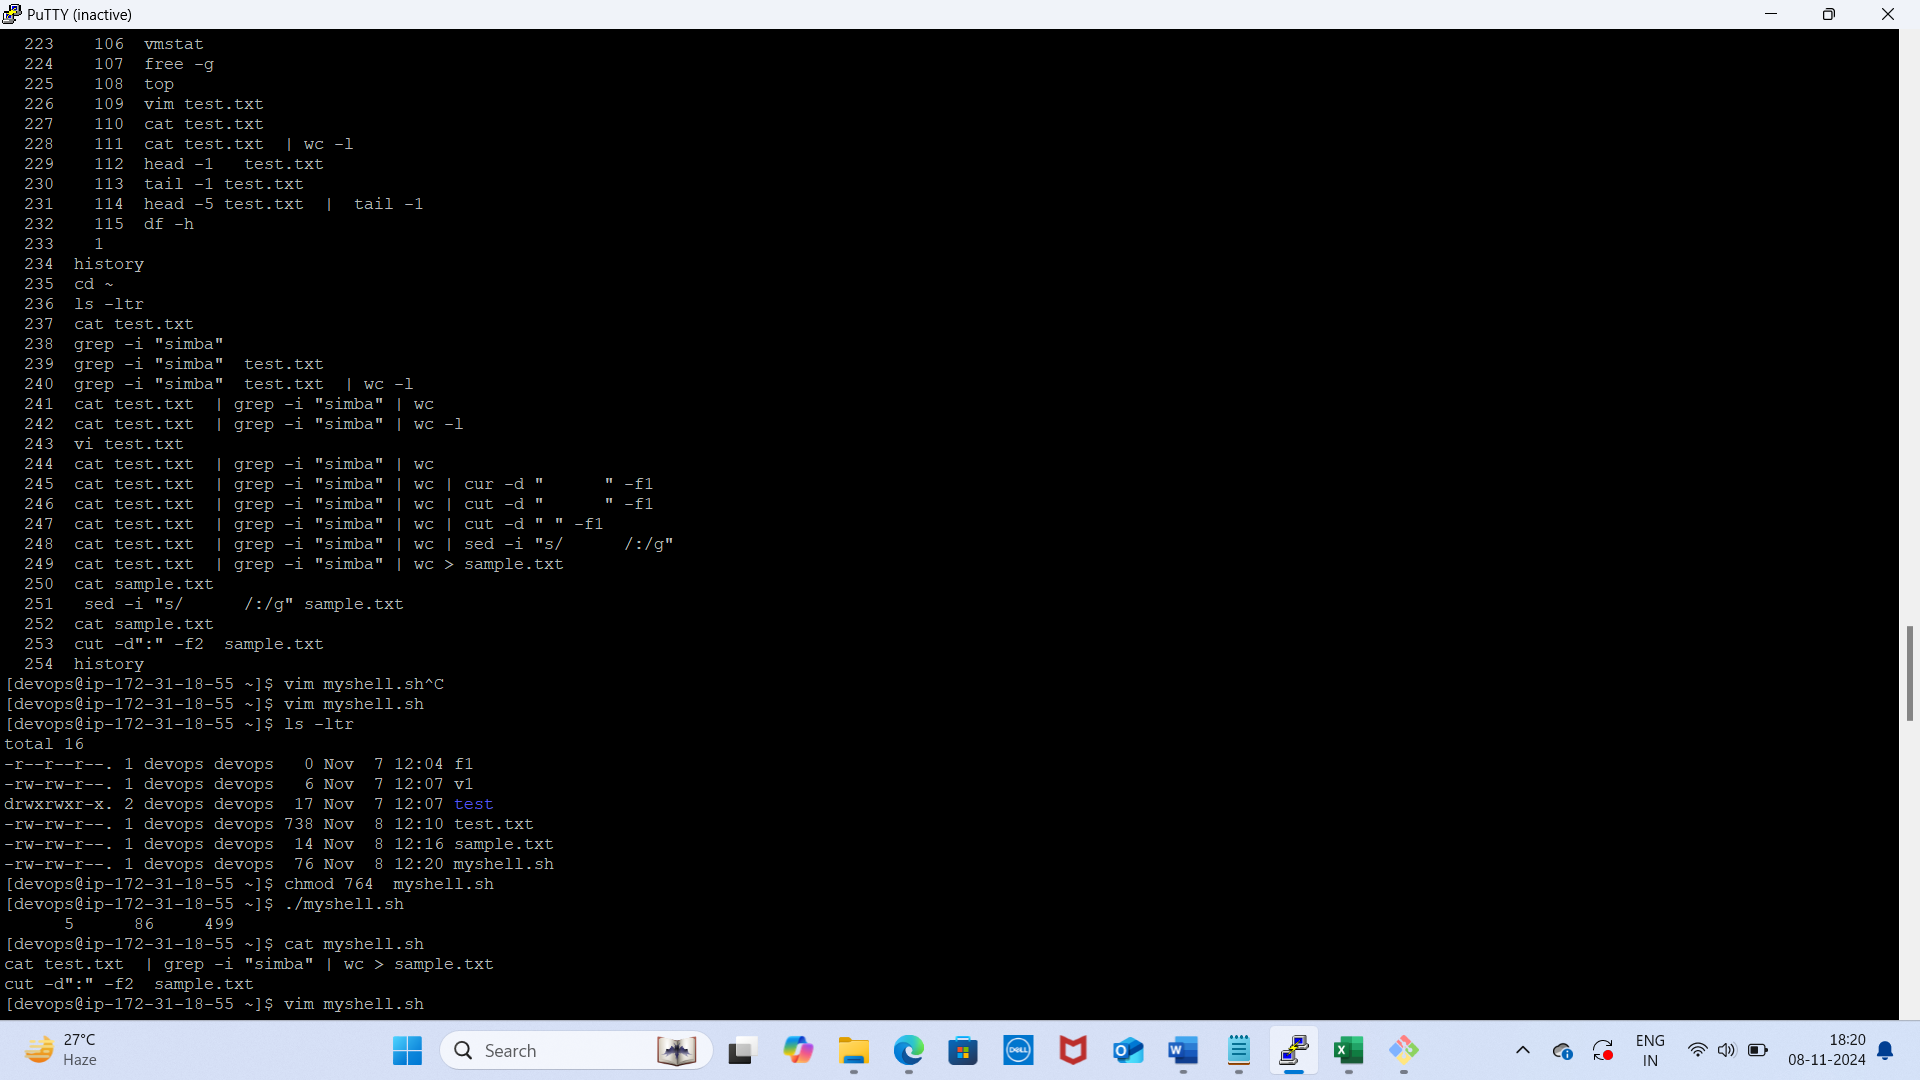 PuTTY (inactive)
223    106  vmstat
224    107  free -g
225    108  top
226    109  vim test.txt
227    110  cat test.txt
228    111  cat test.txt  | wc -l
229    112  head -1   test.txt
230    113  tail -1 test.txt
231    114  head -5 test.txt  |  tail -1
232    115  df -h
233    1
234  history
235  cd ~
236  ls -ltr
237  cat test.txt
238  grep -i "simba"
239  grep -i "simba"  test.txt
240  grep -i "simba"  test.txt  | wc -l
241  cat test.txt  | grep -i "simba" | wc
242  cat test.txt  | grep -i "simba" | wc -l
243  vi test.txt
244  cat test.txt  | grep -i "simba" | wc
245  cat test.txt  | grep -i "simba" | wc | cur -d "      " -f1
246  cat test.txt  | grep -i "simba" | wc | cut -d "      " -f1
247  cat test.txt  | grep -i "simba" | wc | cut -d " " -f1
248  cat test.txt  | grep -i "simba" | wc | sed -i "s/      /:/g"
249  cat test.txt  | grep -i "simba" | wc > sample.txt
250  cat sample.txt
251   sed -i "s/      /:/g" sample.txt
252  cat sample.txt
253  cut -d":" -f2  sample.txt
254  history
[devops@ip-172-31-18-55 ~]$ vim myshell.sh^C
[devops@ip-172-31-18-55 ~]$ vim myshell.sh
[devops@ip-172-31-18-55 ~]$ ls -ltr
total 16
-r--r--r--. 1 devops devops   0 Nov  7 12:04 f1
-rw-rw-r--. 1 devops devops   6 Nov  7 12:07 v1
drwxrwxr-x. 2 devops devops  17 Nov  7 12:07 test
-rw-rw-r--. 1 devops devops 738 Nov  8 12:10 test.txt
-rw-rw-r--. 1 devops devops  14 Nov  8 12:16 sample.txt
-rw-rw-r--. 1 devops devops  76 Nov  8 12:20 myshell.sh
[devops@ip-172-31-18-55 ~]$ chmod 764  myshell.sh
[devops@ip-172-31-18-55 ~]$ ./myshell.sh
      5      86     499
[devops@ip-172-31-18-55 ~]$ cat myshell.sh
cat test.txt  | grep -i "simba" | wc > sample.txt
cut -d":" -f2  sample.txt
[devops@ip-172-31-18-55 ~]$ vim myshell.sh
27°C
Haze
Search
DELL
ENG
IN
18:20
08-11-2024